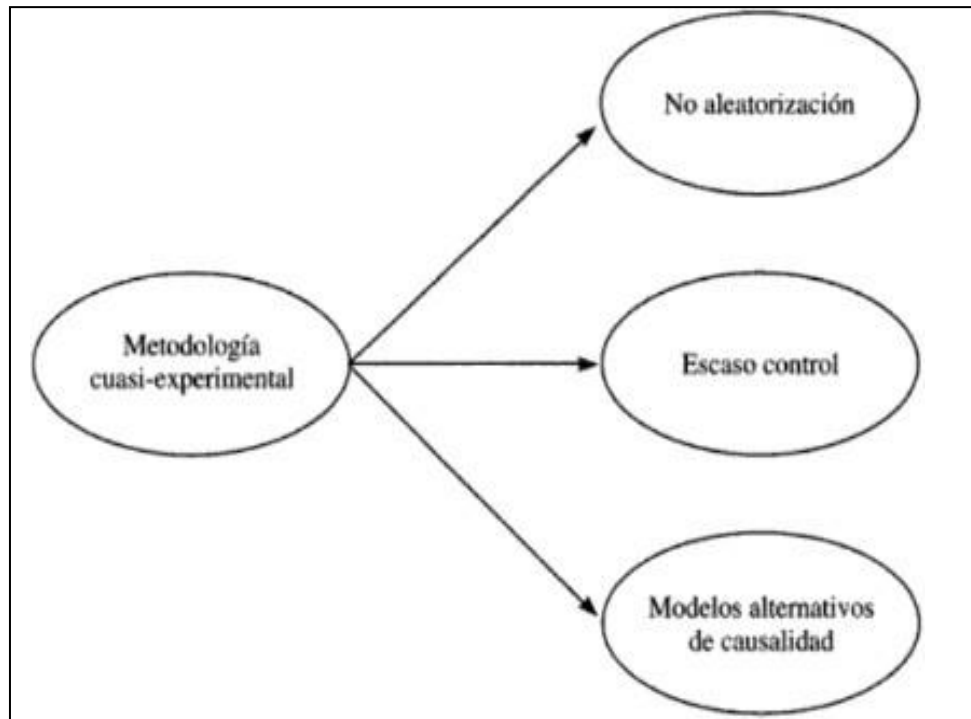 No aleatorización
Metodología
cuasi-experimental
Escaso control
Modelos alternativos
de causalidad